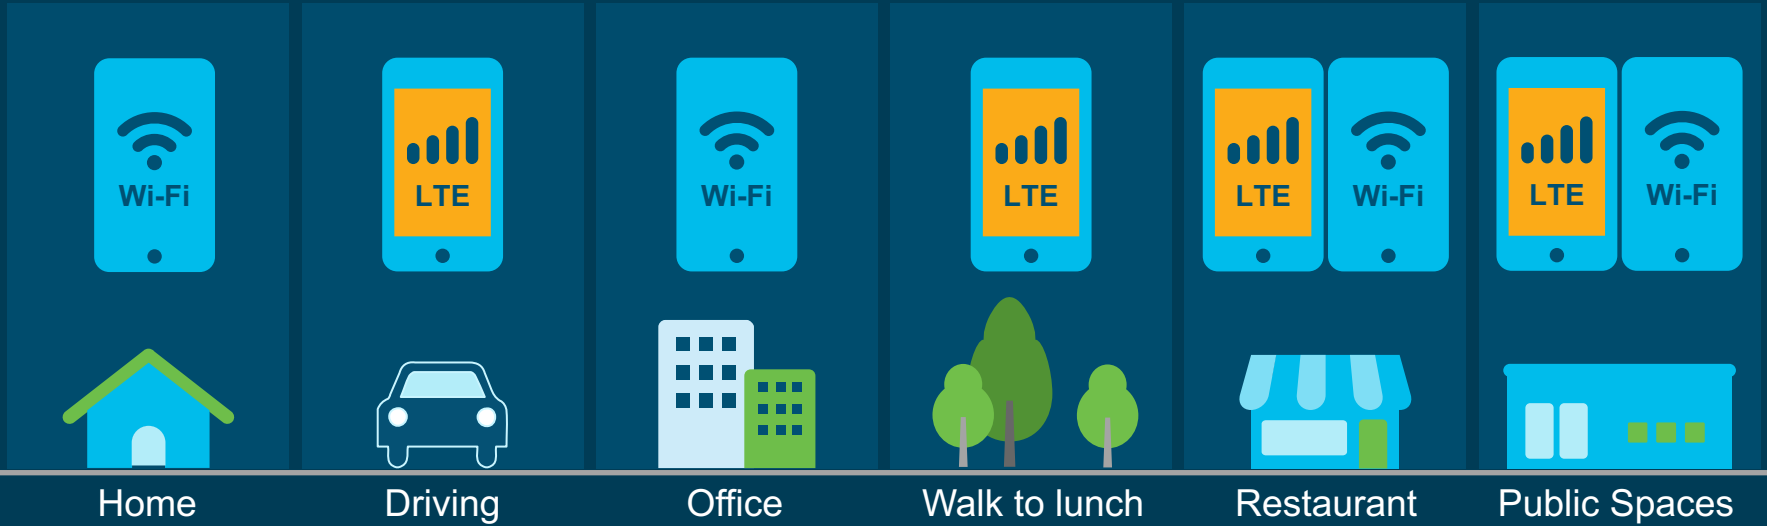 Wi-Fi
LTE
Wi-Fi
LTE
LTE
Wi-Fi
LTE
Wi-Fi
Home
Driving
Office
Walk to lunch
Restaurant
Public Spaces